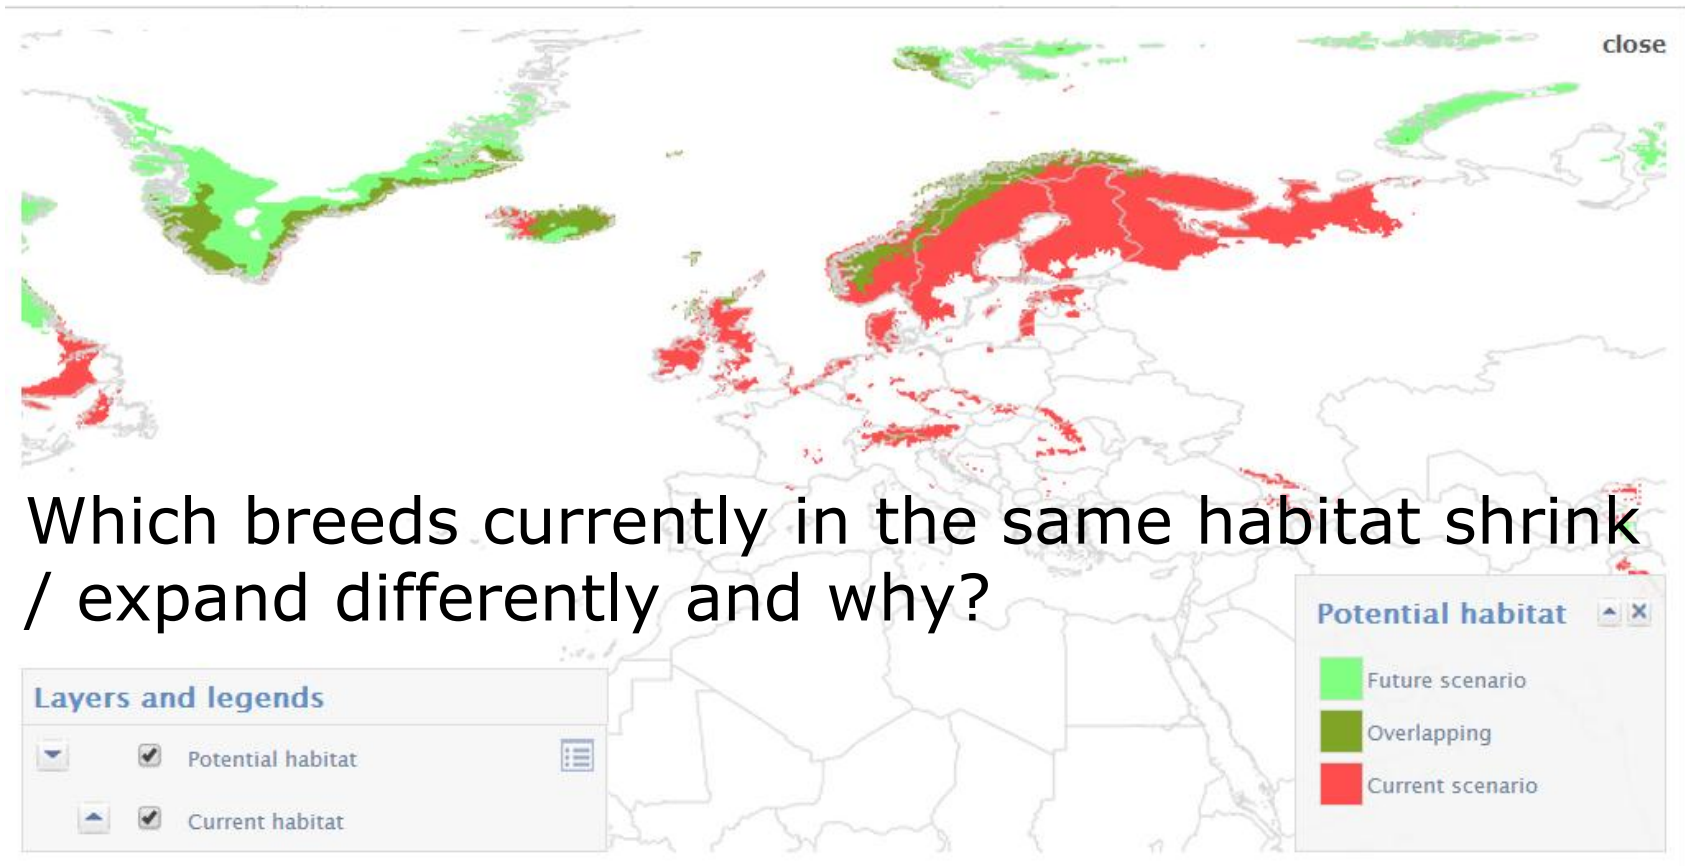 close
Which breeds currently in the same habitat shrink
/ expand differently and why?
Potential habitat
Future scenario
Overlapping
Current scenario
Layers and legends
Potential habitat
Current habitat